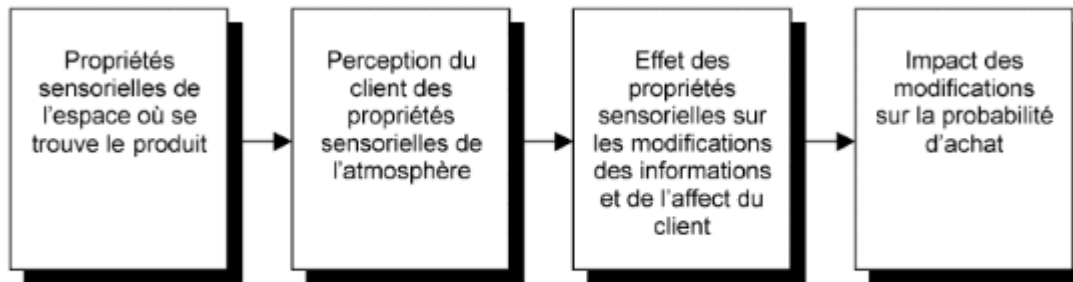 Propriétés
sensorielles de
l'espace où se
trouve le produit
Perception du
client des
propriétés
sensorielles de
l'atmosphère
Effet des
propriétés
sensorielles sur
les modifications
des informations
et de l'affect du
client
Impact des
modifications
sur la probabilité
d'achat